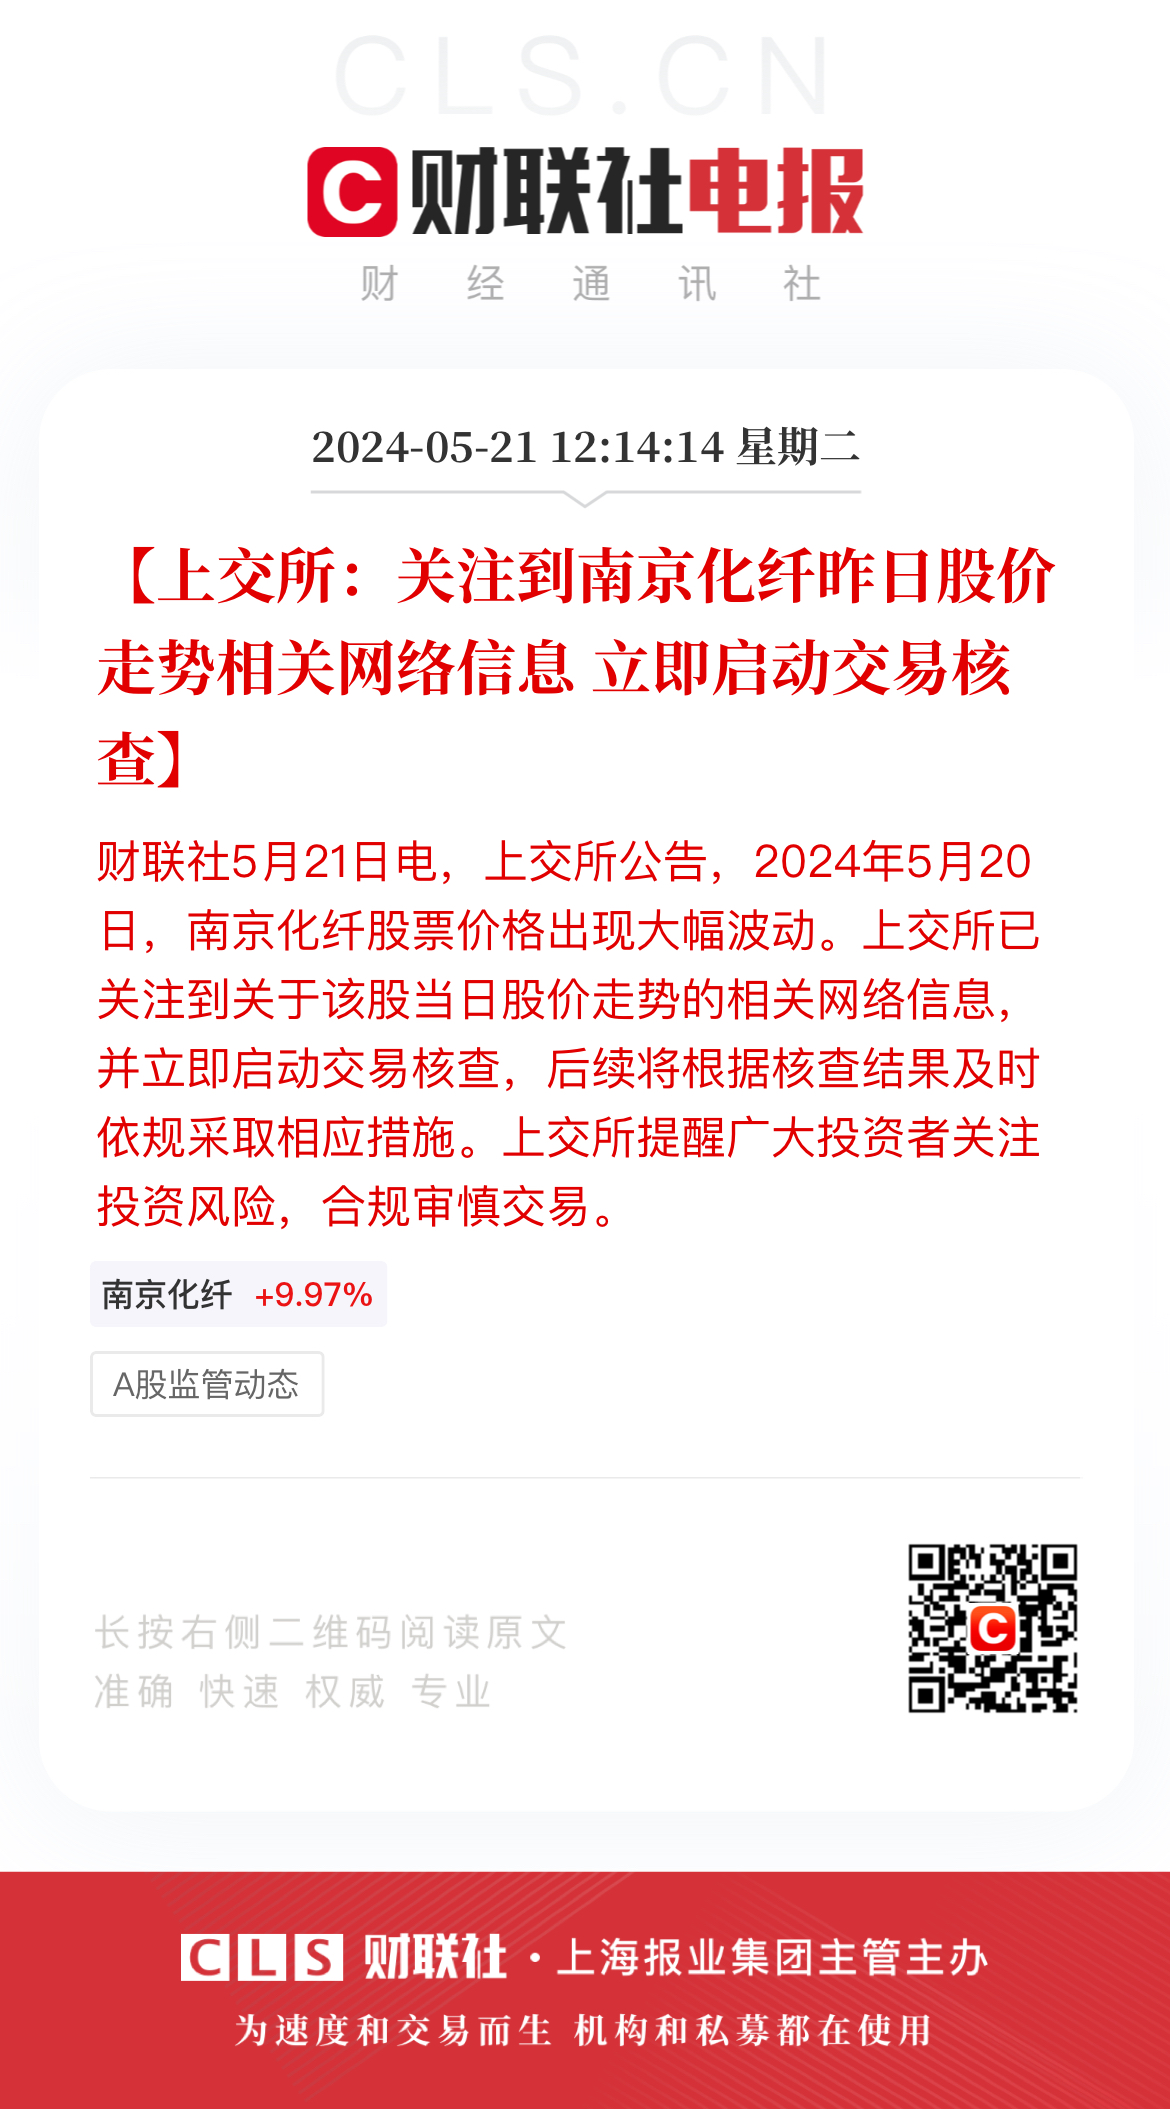 CLS.CN
C 财联社电报
财经通讯社
2024-05-21 12:14:14 星期二
【上交所：关注到南京化纤昨日股价
走势相关网络信息 立即启动交易核
查】
财联社5月21日电，上交所公告，2024年5月20
日，南京化纤股票价格出现大幅波动。上交所已
关注到关于该股当日股价走势的相关网络信息，
并立即启动交易核查，后续将根据核查结果及时
依规采取相应措施。上交所提醒广大投资者关注
投资风险，合规审慎交易。
南京化纤 +9.97%
A股监管动态
长按右侧二维码阅读原文
准确 快速 权威 专业
C
CLS 财联社·上海报业集团主管主办
为速度和交易而生 机构和私募都在使用